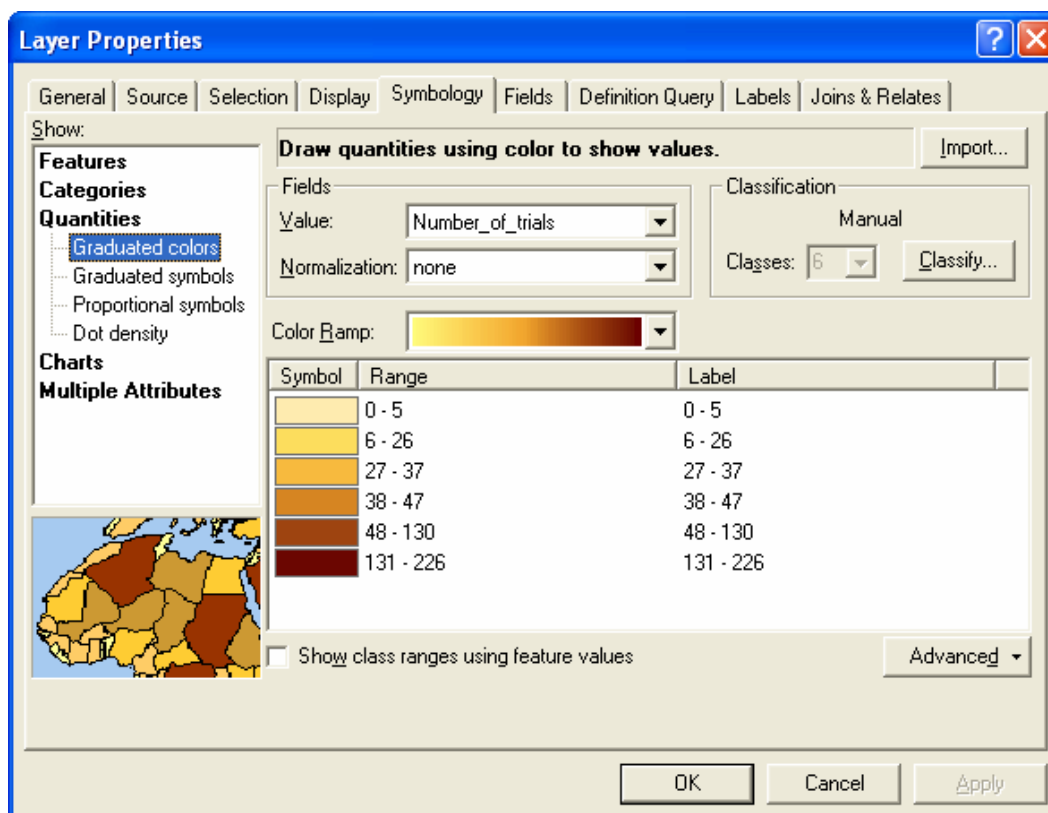 Layer Properties
General Source Selection Display Symbology Fields Definition Query Labels Joins & Relates
Show:
Features
Categories
Quantities
Graduated colors
Graduated symbols
Proportional symbols
Dot density
Charts
Multiple Attributes
Draw quantities using color to show values.
Import...
Fields
Value: Number_of_trials
Normalization: none
Classification
Manual
Classes: 6 Classify...
Color Ramp:
Symbol Range Label
0 - 5 0 - 5
6 - 26 6 - 26
27 - 37 27 - 37
38 - 47 38 - 47
48 - 130 48 - 130
131 - 226 131 - 226
Show class ranges using feature values
Advanced
OK Cancel Apply